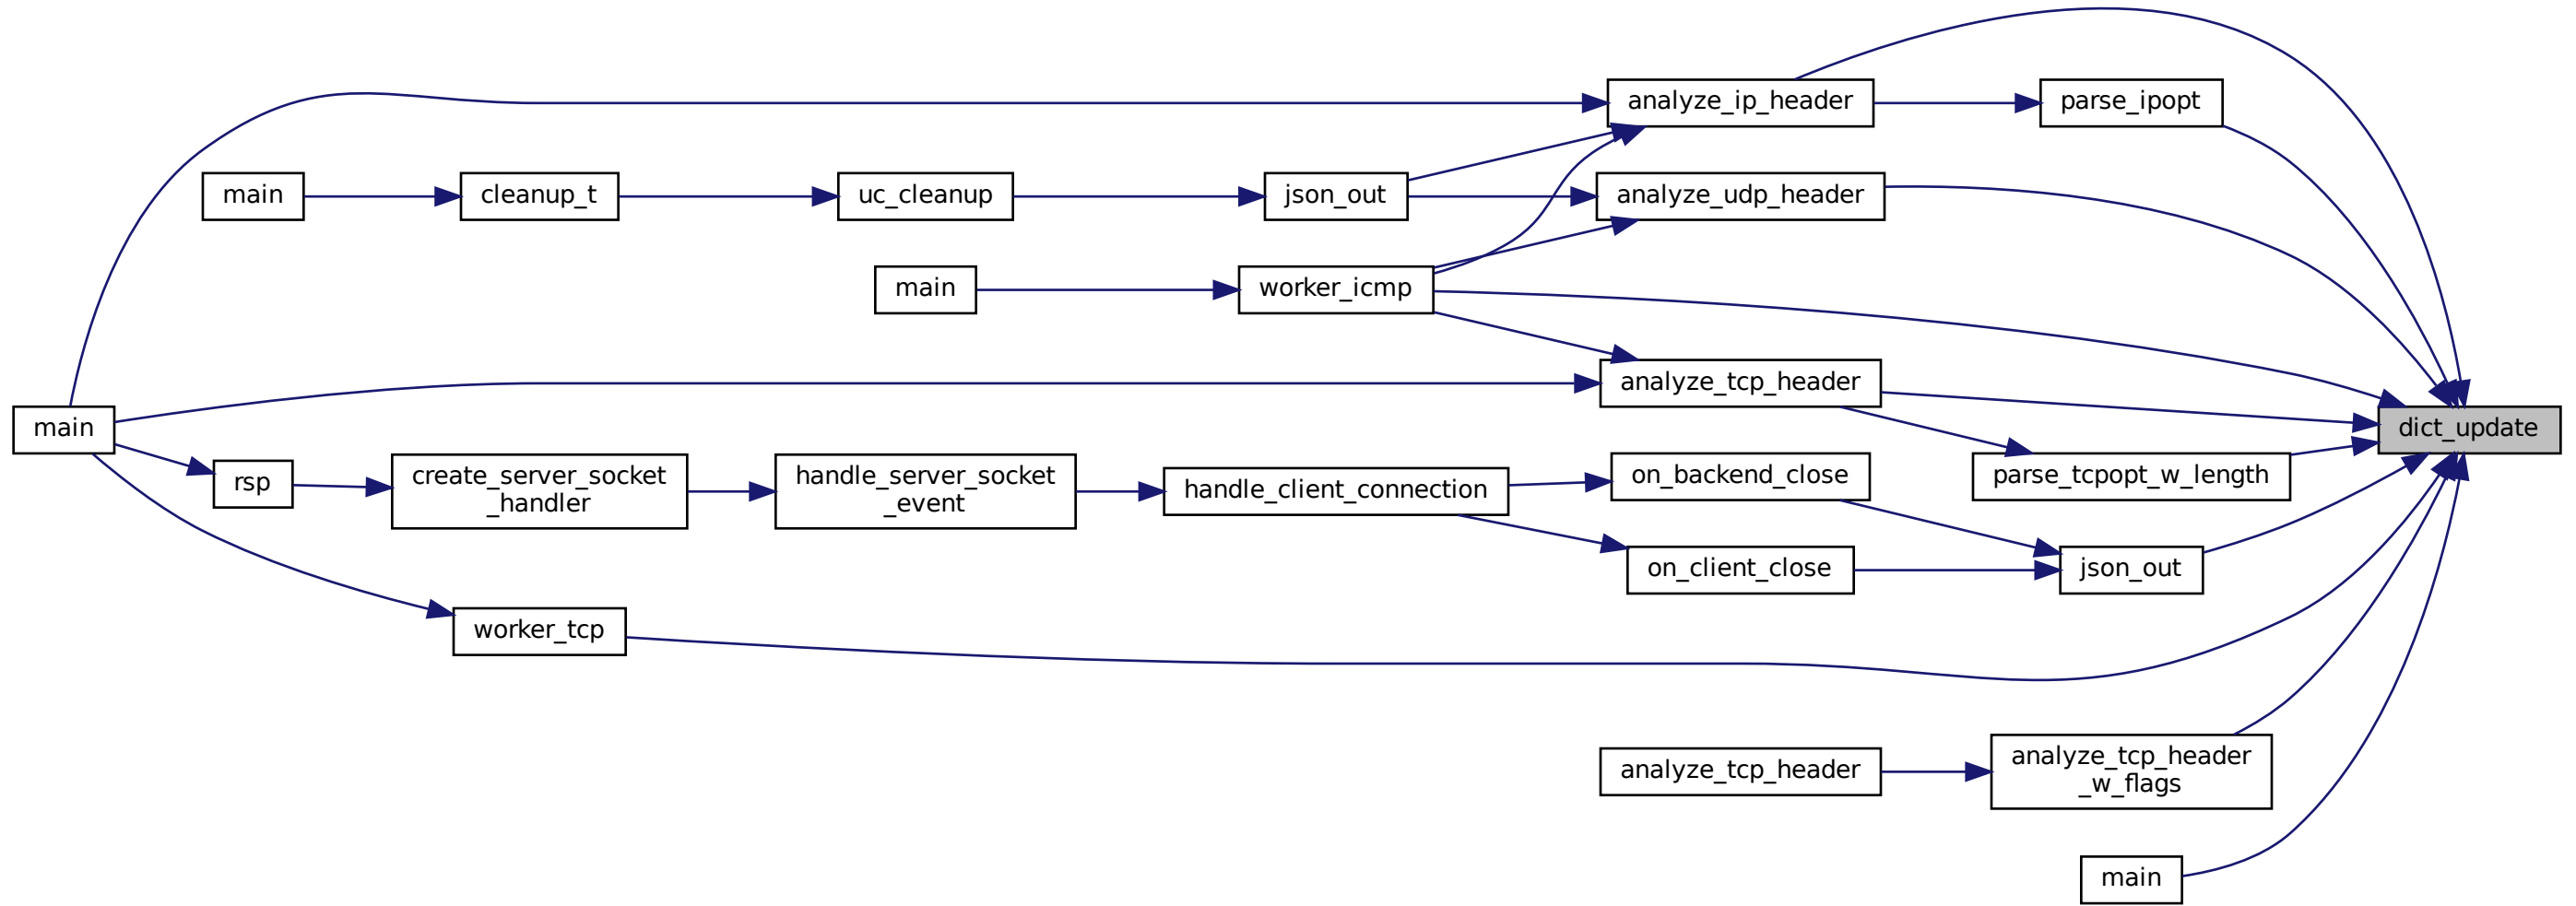 analyze_ip_header
parse_ipopt
main
cleanup_t
uc_cleanup
json_out
analyze_udp_header
main
worker_icmp
analyze_tcp_header
main
dict_update
rsp
create_server_socket
_handler
handle_server_socket
_event
handle_client_connection
on_backend_close
parse_tcpopt_w_length
on_client_close
json_out
worker_tcp
analyze_tcp_header
analyze_tcp_header
_w_flags
main